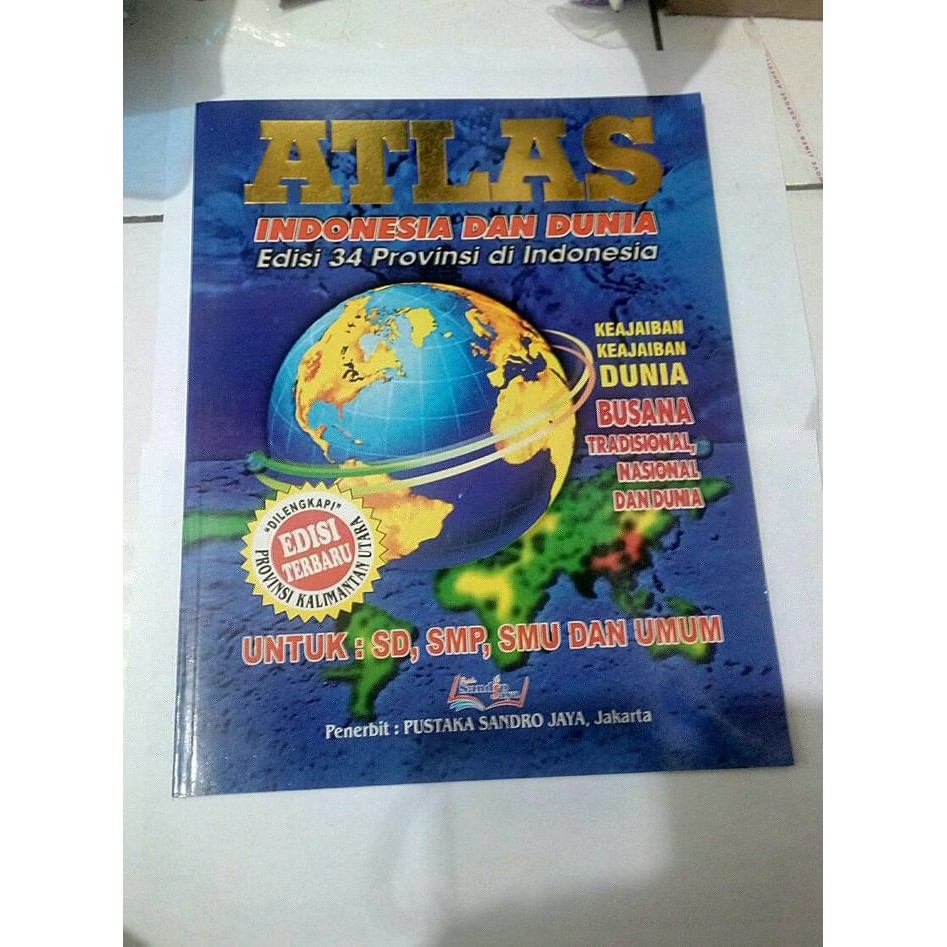 ATLAS
INDONESIA DAN DUNIA
Edisi 34 Provinsi di Indonesia
KEAJAIBAN
KEAJAIBAN
DUNIA
BUSANA
TRADISIONAL,
NASIONAL
DAN DUNIA
"DILENGKAPI"
EDISI
TERBARU
PROVINSI KALIMANTAN UTARA
UNTUK : SD, SMP, SMU DAN UMUM
Sandro
Penerbit : PUSTAKA SANDRO JAYA, Jakarta